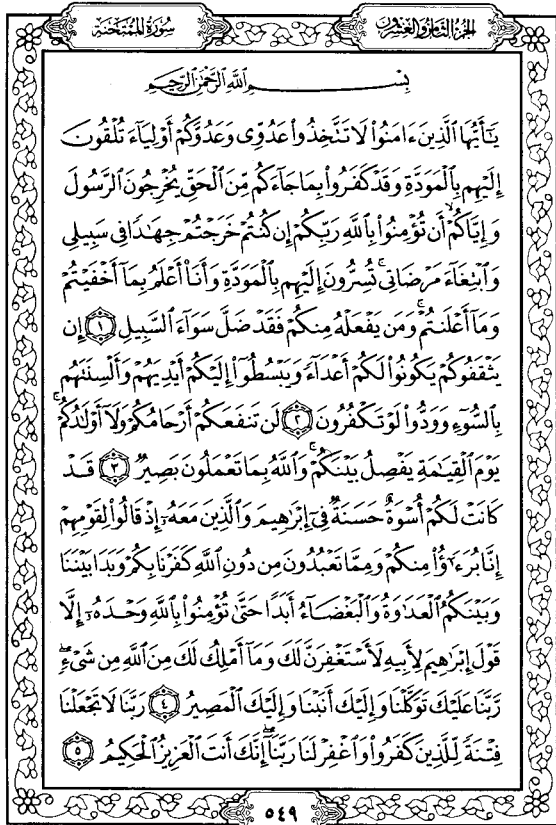 الجزء الثامن والعشرون
سورة الممتحنة
بِسْمِ اللَّهِ الرَّحْمَٰنِ الرَّحِيمِ
يَٰٓأَيُّهَا ٱلَّذِينَ ءَامَنُوا۟ لَا تَتَّخِذُوا۟ عَدُوِّى وَعَدُوَّكُمْ أَوْلِيَآءَ تُلْقُونَ
إِلَيْهِم بِٱلْمَوَدَّةِ وَقَدْ كَفَرُوا۟ بِمَا جَآءَكُم مِّنَ ٱلْحَقِّ يُخْرِجُونَ ٱلرَّسُولَ
وَإِيَّاكُمْ ۙ أَن تُؤْمِنُوا۟ بِٱللَّهِ رَبِّكُمْ إِن كُنتُمْ خَرَجْتُمْ جِهَٰدًا فِى سَبِيلِى
وَٱبْتِغَآءَ مَرْضَاتِى ۚ تُسِرُّونَ إِلَيْهِم بِٱلْمَوَدَّةِ وَأَنَا۠ أَعْلَمُ بِمَآ أَخْفَيْتُمْ
وَمَآ أَعْلَنتُمْ ۚ وَمَن يَفْعَلْهُ مِنكُمْ فَقَدْ ضَلَّ سَوَآءَ ٱلسَّبِيلِ ١ إِن
يَثْقَفُوكُمْ يَكُونُوا۟ لَكُمْ أَعْدَآءً وَيَبْسُطُوٓا۟ إِلَيْكُمْ أَيْدِيَهُمْ وَأَلْسِنَتَهُم
بِٱلسُّوٓءِ وَوَدُّوا۟ لَوْ تَكْفُرُونَ ٢ لَن تَنفَعَكُمْ أَرْحَامُكُمْ وَلَآ أَوْلَٰدُكُمْ ۚ
يَوْمَ ٱلْقِيَٰمَةِ يَفْصِلُ بَيْنَكُمْ ۚ وَٱللَّهُ بِمَا تَعْمَلُونَ بَصِيرٌ ٣ قَدْ
كَانَتْ لَكُمْ أُسْوَةٌ حَسَنَةٌ فِىٓ إِبْرَٰهِيمَ وَٱلَّذِينَ مَعَهُۥٓ إِذْ قَالُوا۟ لِقَوْمِهِمْ
إِنَّا بُرَءَٰٓؤُا۟ مِنكُمْ وَمِمَّا تَعْبُدُونَ مِن دُونِ ٱللَّهِ كَفَرْنَا بِكُمْ وَبَدَا بَيْنَنَا
وَبَيْنَكُمُ ٱلْعَدَٰوَةُ وَٱلْبَغْضَآءُ أَبَدًا حَتَّىٰ تُؤْمِنُوا۟ بِٱللَّهِ وَحْدَهُۥٓ إِلَّا
قَوْلَ إِبْرَٰهِيمَ لِأَبِيهِ لَأَسْتَغْفِرَنَّ لَكَ وَمَآ أَمْلِكُ لَكَ مِنَ ٱللَّهِ مِن شَىْءٍ ۖ
رَّبَّنَا عَلَيْكَ تَوَكَّلْنَا وَإِلَيْكَ أَنَبْنَا وَإِلَيْكَ ٱلْمَصِيرُ ٤ رَبَّنَا لَا تَجْعَلْنَا
فِتْنَةً لِّلَّذِينَ كَفَرُوا۟ وَٱغْفِرْ لَنَا رَبَّنَآ ۖ إِنَّكَ أَنتَ ٱلْعَزِيزُ ٱلْحَكِيمُ ٥
٥٤٩